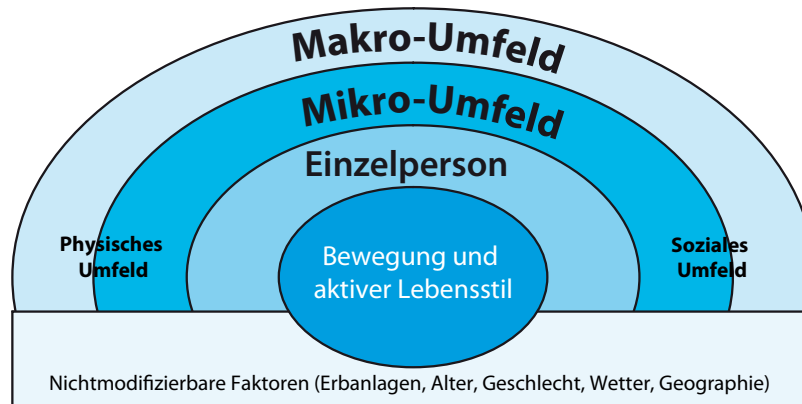 Makro-Umfeld
Mikro-Umfeld
Einzelperson
Physisches
Umfeld
Bewegung und
aktiver Lebensstil
Soziales
Umfeld
Nichtmodifizierbare Faktoren (Erbanlagen, Alter, Geschlecht, Wetter, Geographie)